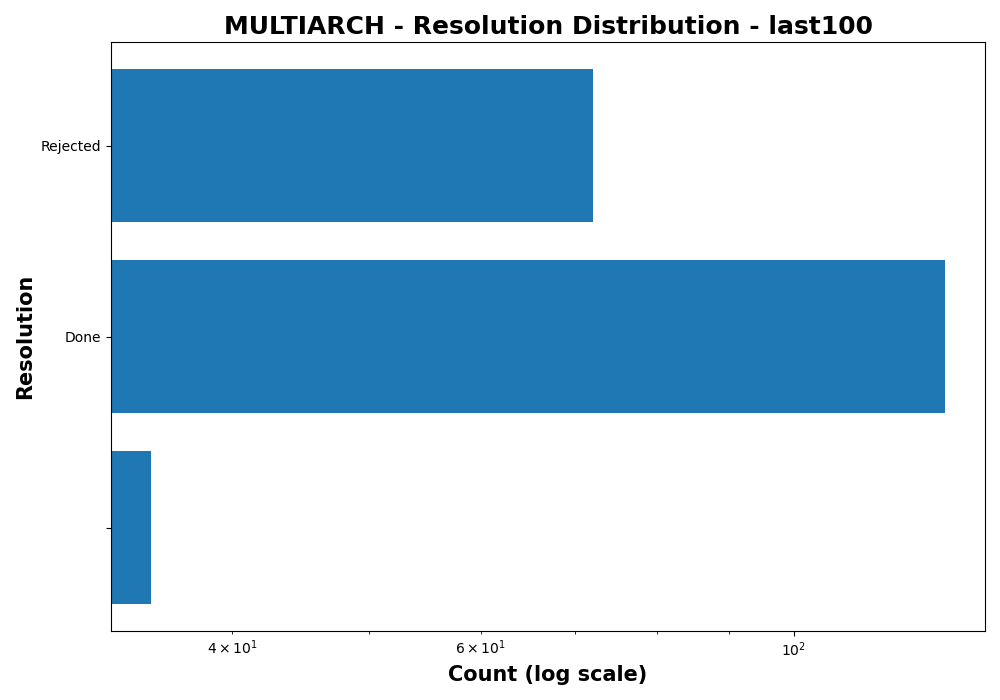 MULTIARCH - Resolution Distribution - last100
Rejected
Done
Resolution
4 × 10¹
6 × 10¹
10²
Count (log scale)